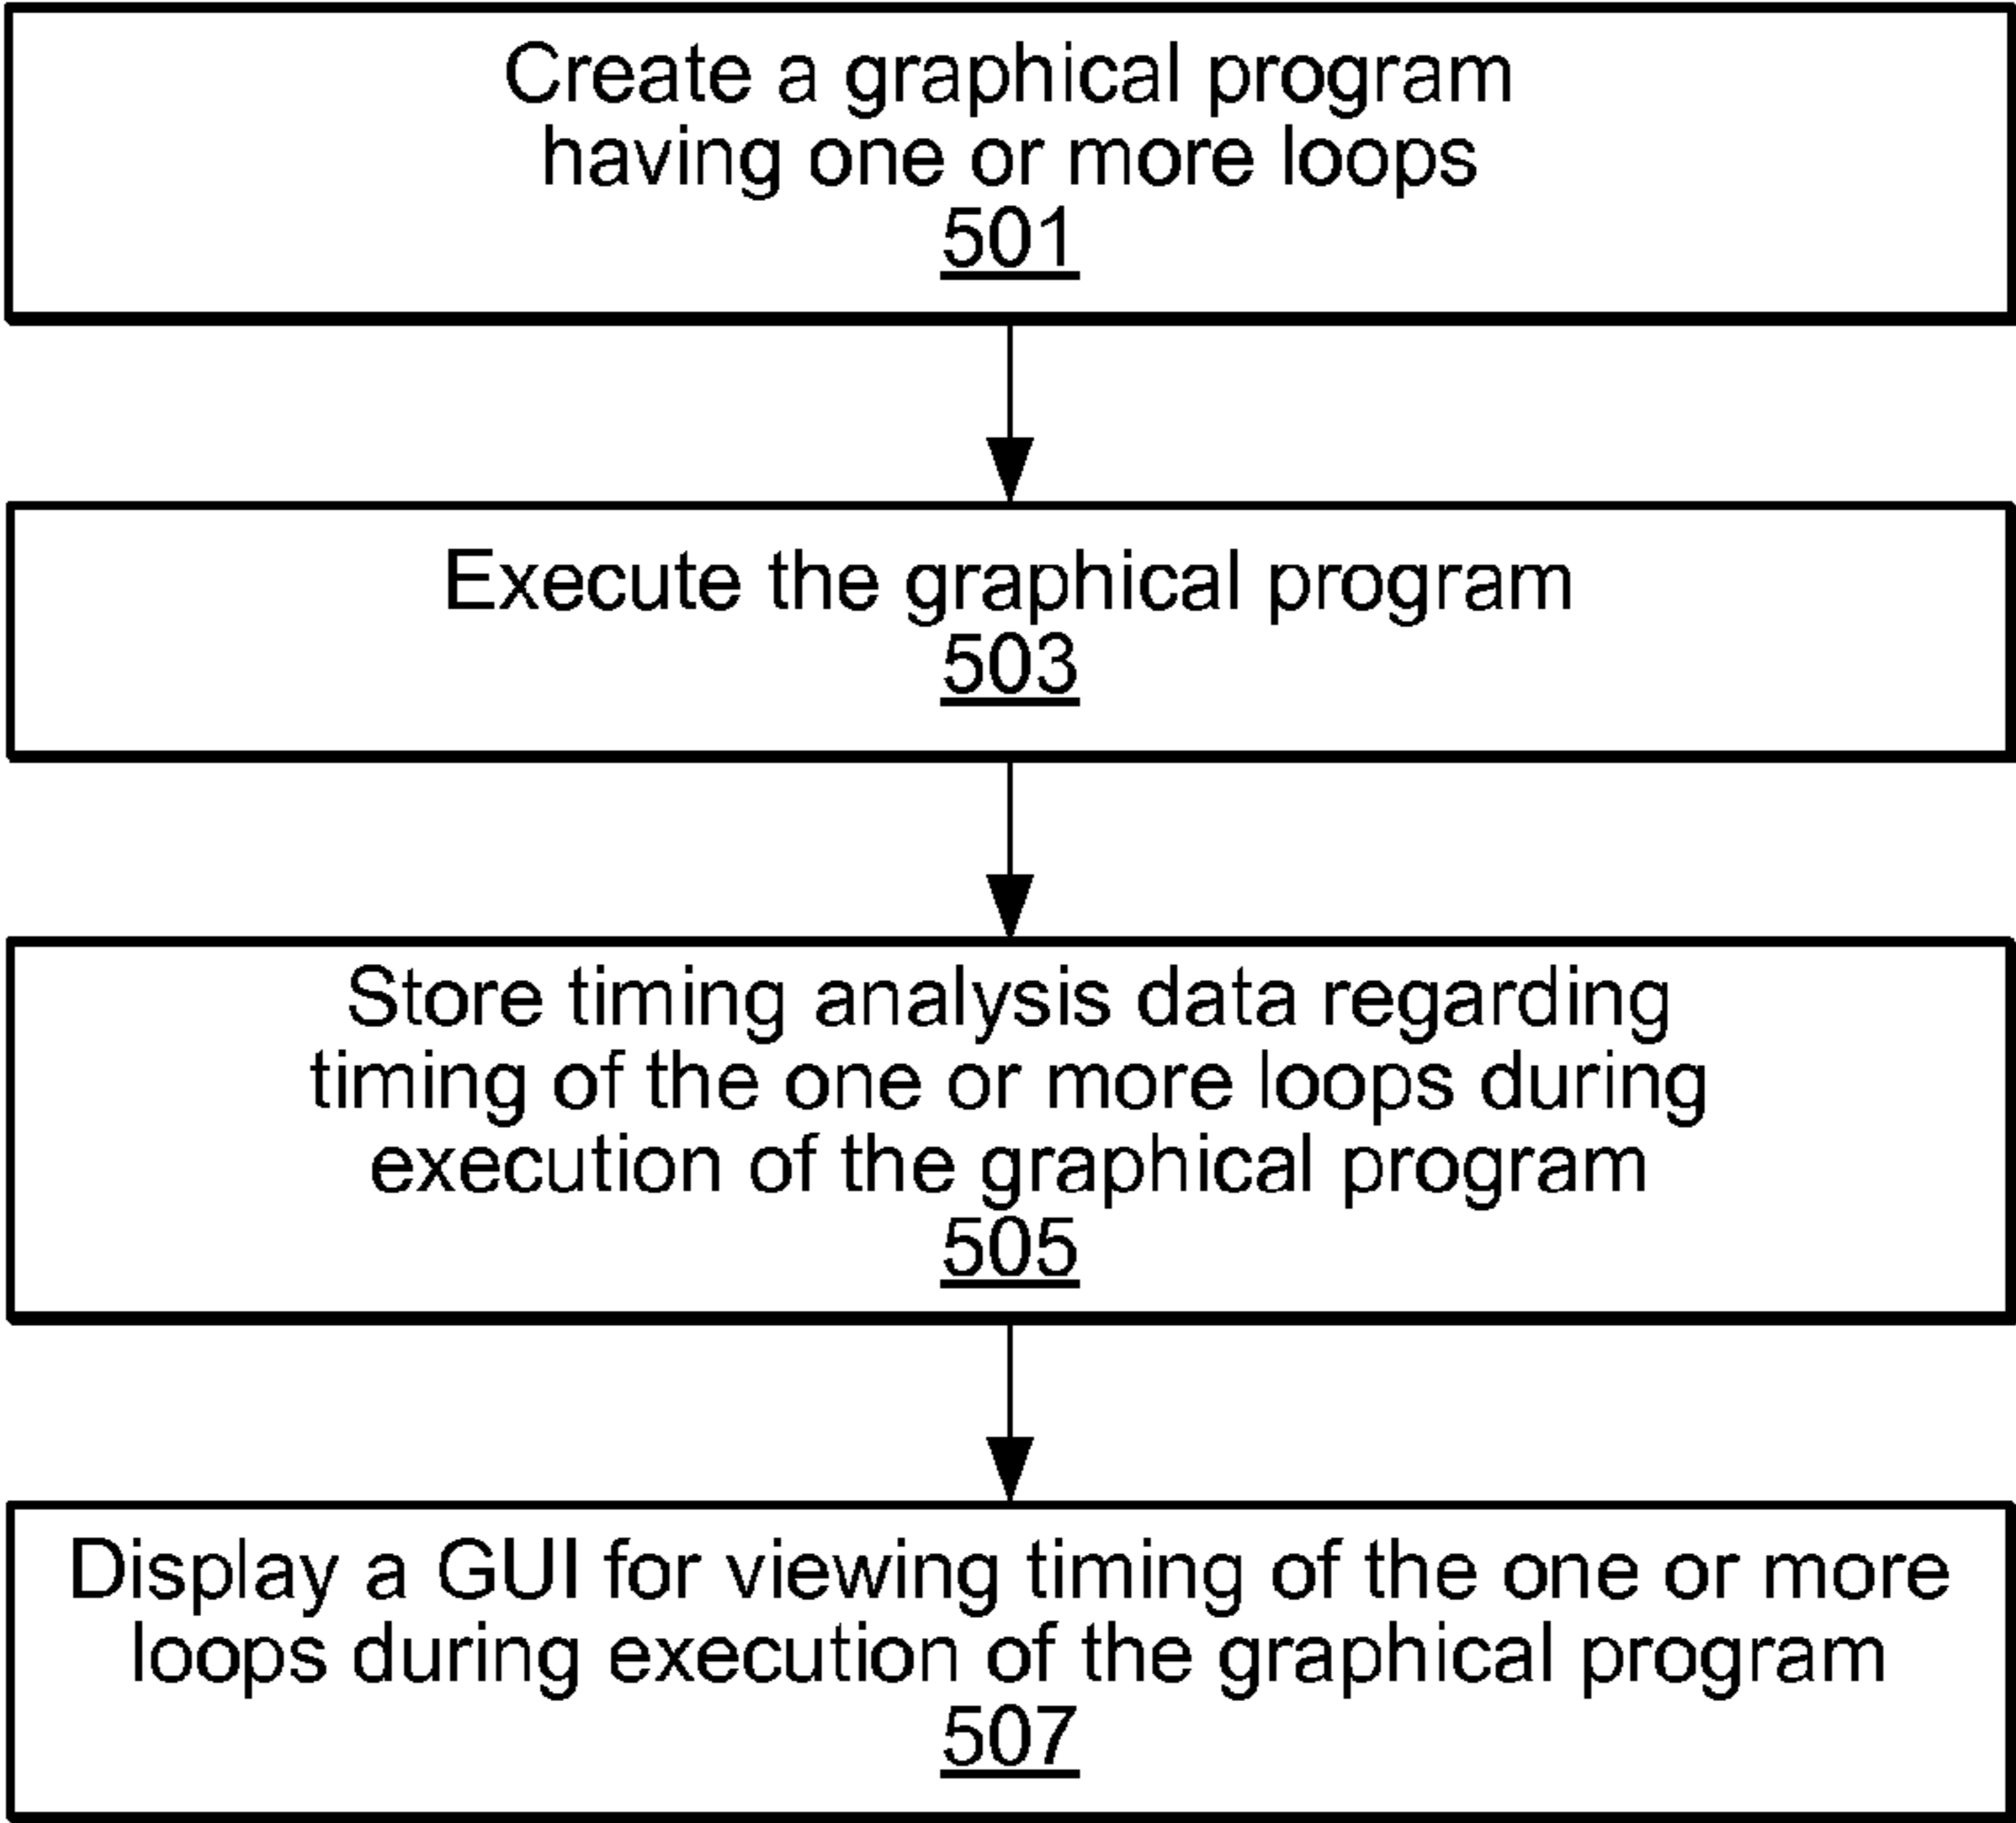 Create a graphical program
having one or more loops
501
Execute the graphical program
503
Store timing analysis data regarding
timing of the one or more loops during
execution of the graphical program
505
Display a GUI for viewing timing of the one or more
loops during execution of the graphical program
507